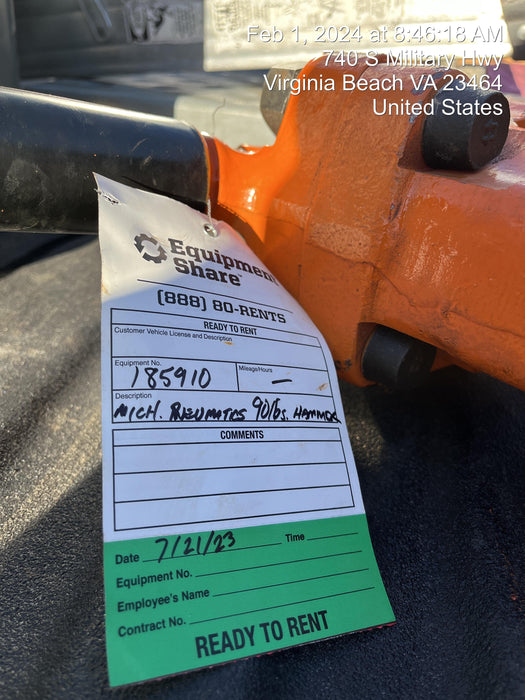 Feb 1, 2024 at 8:46:18 AM
740 S Military Hwy
Virginia Beach VA 23464
United States
Equipment
Share
(888) 80-RENTS
READY TO RENT
Customer Vehicle License and Description
Equipment No. 185910 Mileage/Hours —
Description
MICH. PNEUMATICS 90lbs. HAMMER
COMMENTS
Date 7/21/23 Time
Equipment No.
Employee's Name
Contract No.
READY TO RENT